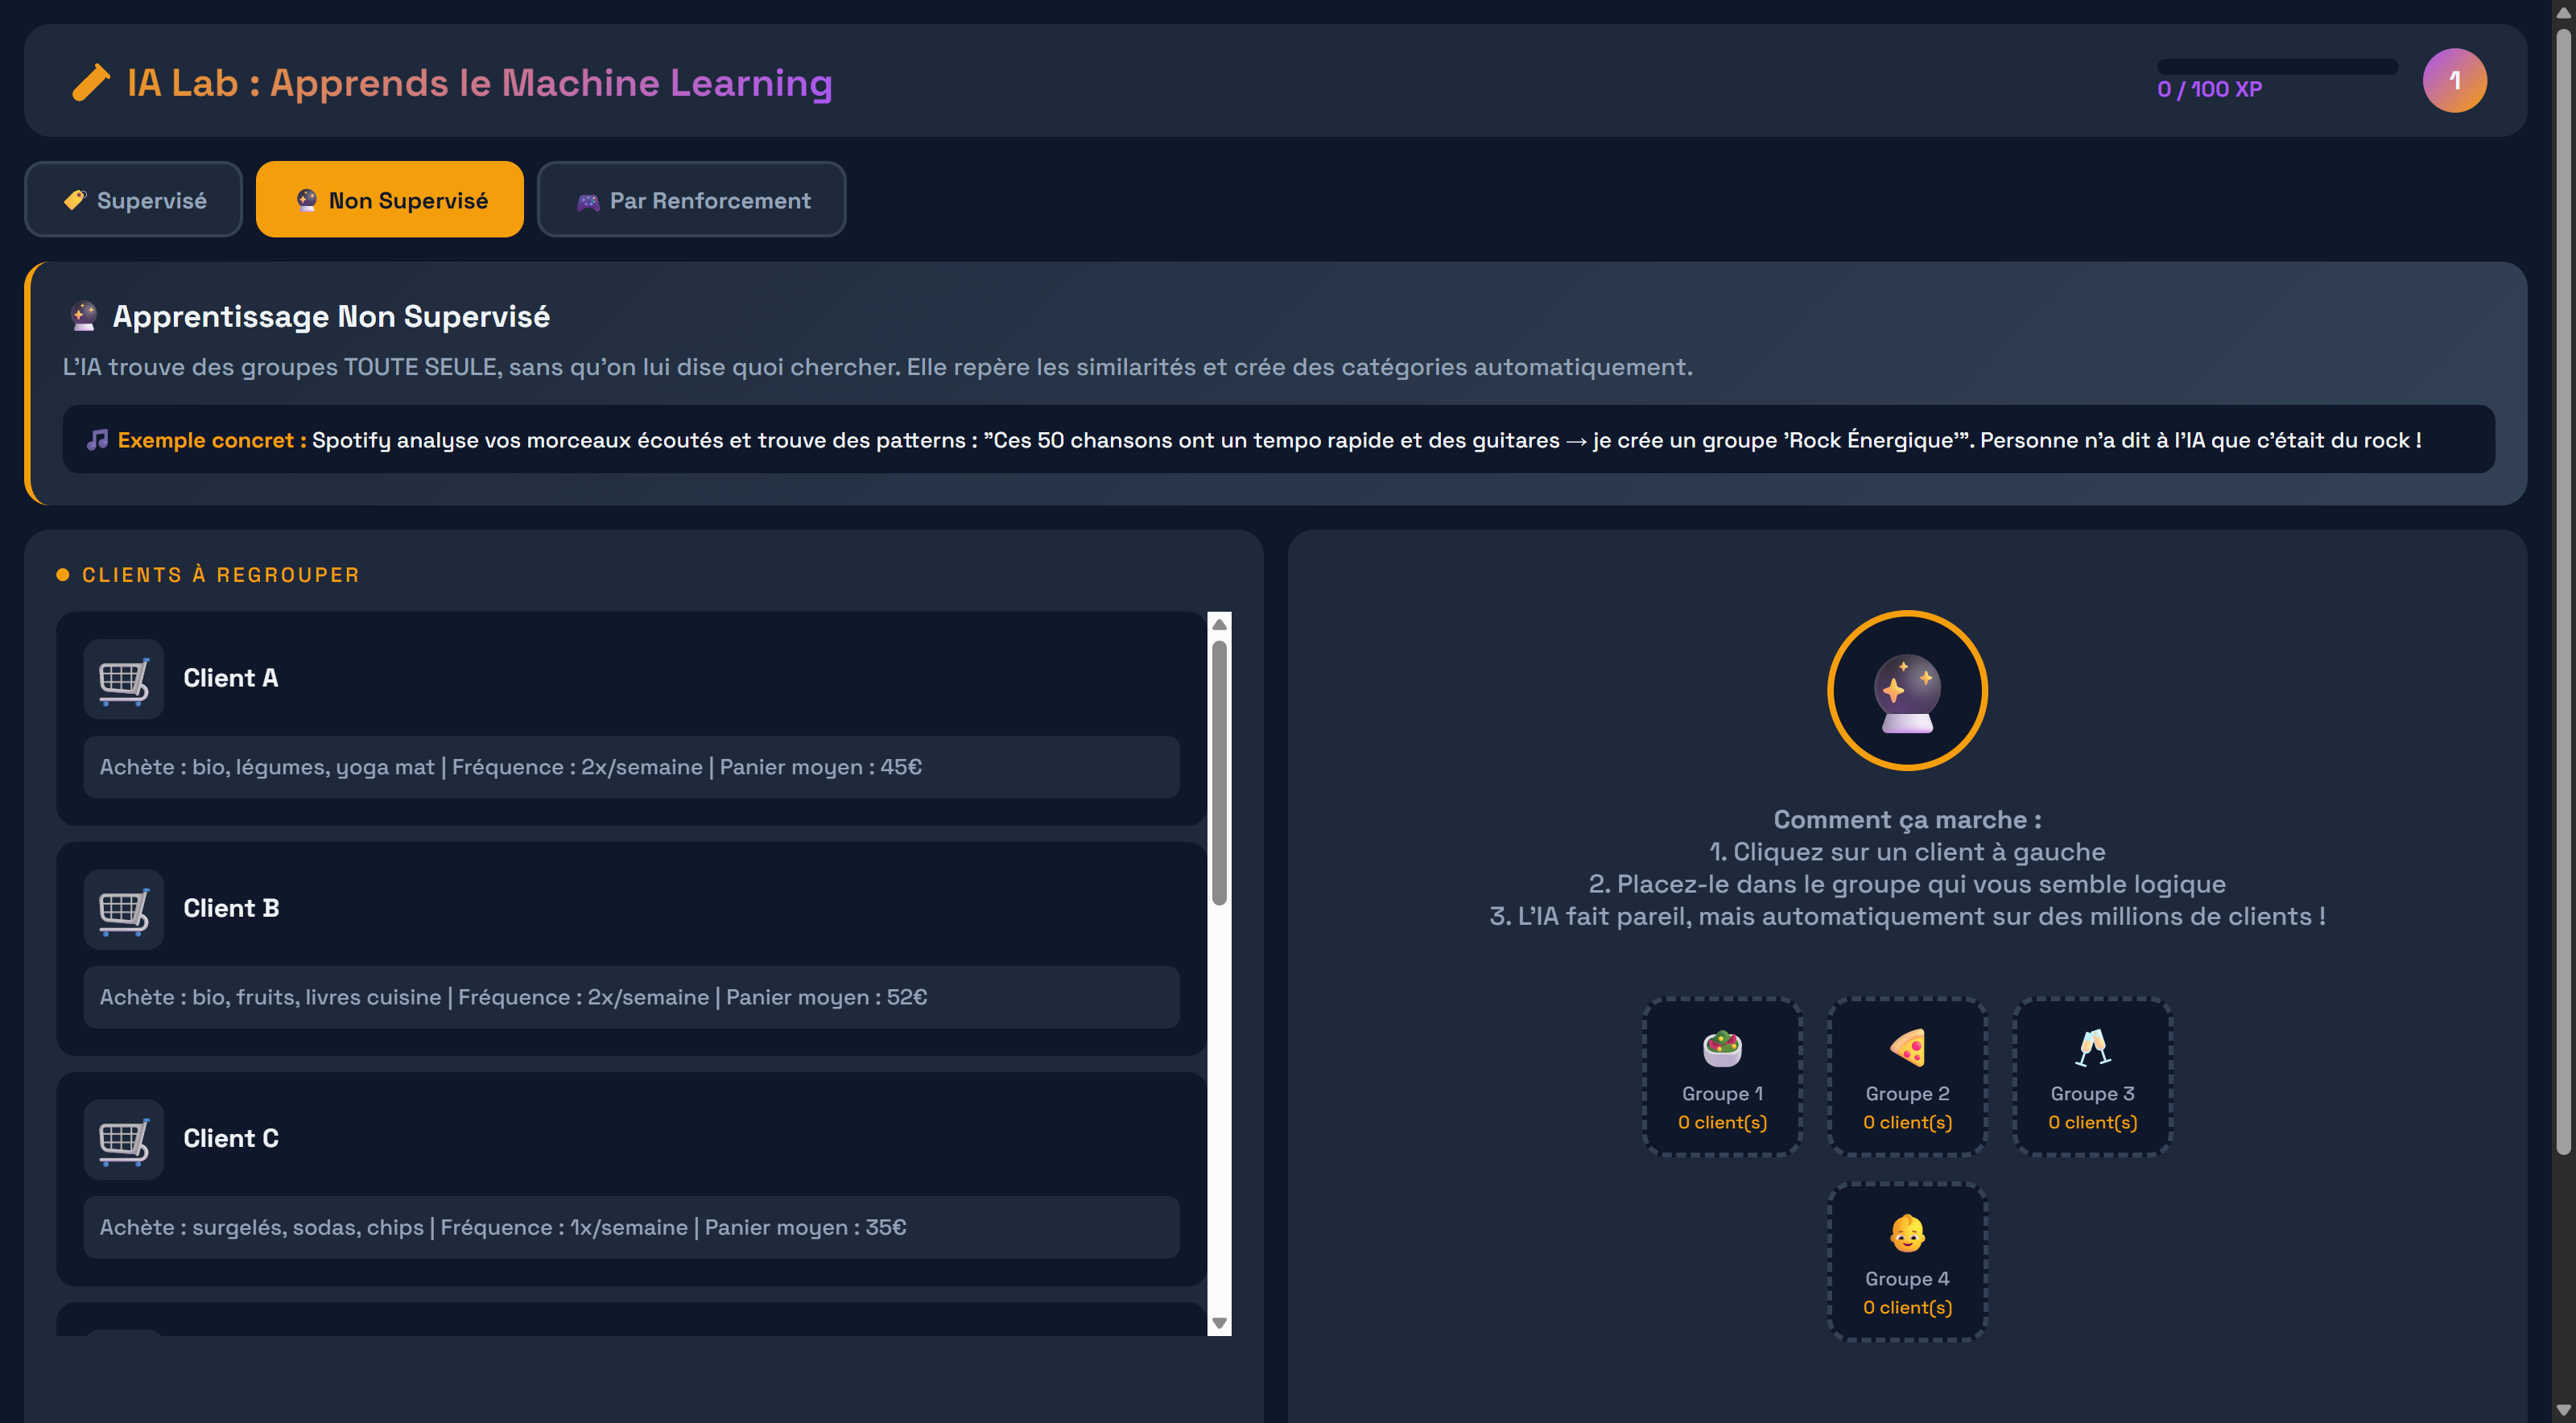 IA Lab : Apprends le Machine Learning
0 / 100 XP
1
Supervisé
Non Supervisé
Par Renforcement
Apprentissage Non Supervisé
L'IA trouve des groupes TOUTE SEULE, sans qu'on lui dise quoi chercher. Elle repère les similarités et crée des catégories automatiquement.
Exemple concret : Spotify analyse vos morceaux écoutés et trouve des patterns : "Ces 50 chansons ont un tempo rapide et des guitares → je crée un groupe 'Rock Énergique'". Personne n'a dit à l'IA que c'était du rock !
CLIENTS À REGROUPER
Client A
Achète : bio, légumes, yoga mat | Fréquence : 2x/semaine | Panier moyen : 45€
Client B
Achète : bio, fruits, livres cuisine | Fréquence : 2x/semaine | Panier moyen : 52€
Client C
Achète : surgelés, sodas, chips | Fréquence : 1x/semaine | Panier moyen : 35€
Comment ça marche :
1. Cliquez sur un client à gauche
2. Placez-le dans le groupe qui vous semble logique
3. L'IA fait pareil, mais automatiquement sur des millions de clients !
Groupe 1
0 client(s)
Groupe 2
0 client(s)
Groupe 3
0 client(s)
Groupe 4
0 client(s)